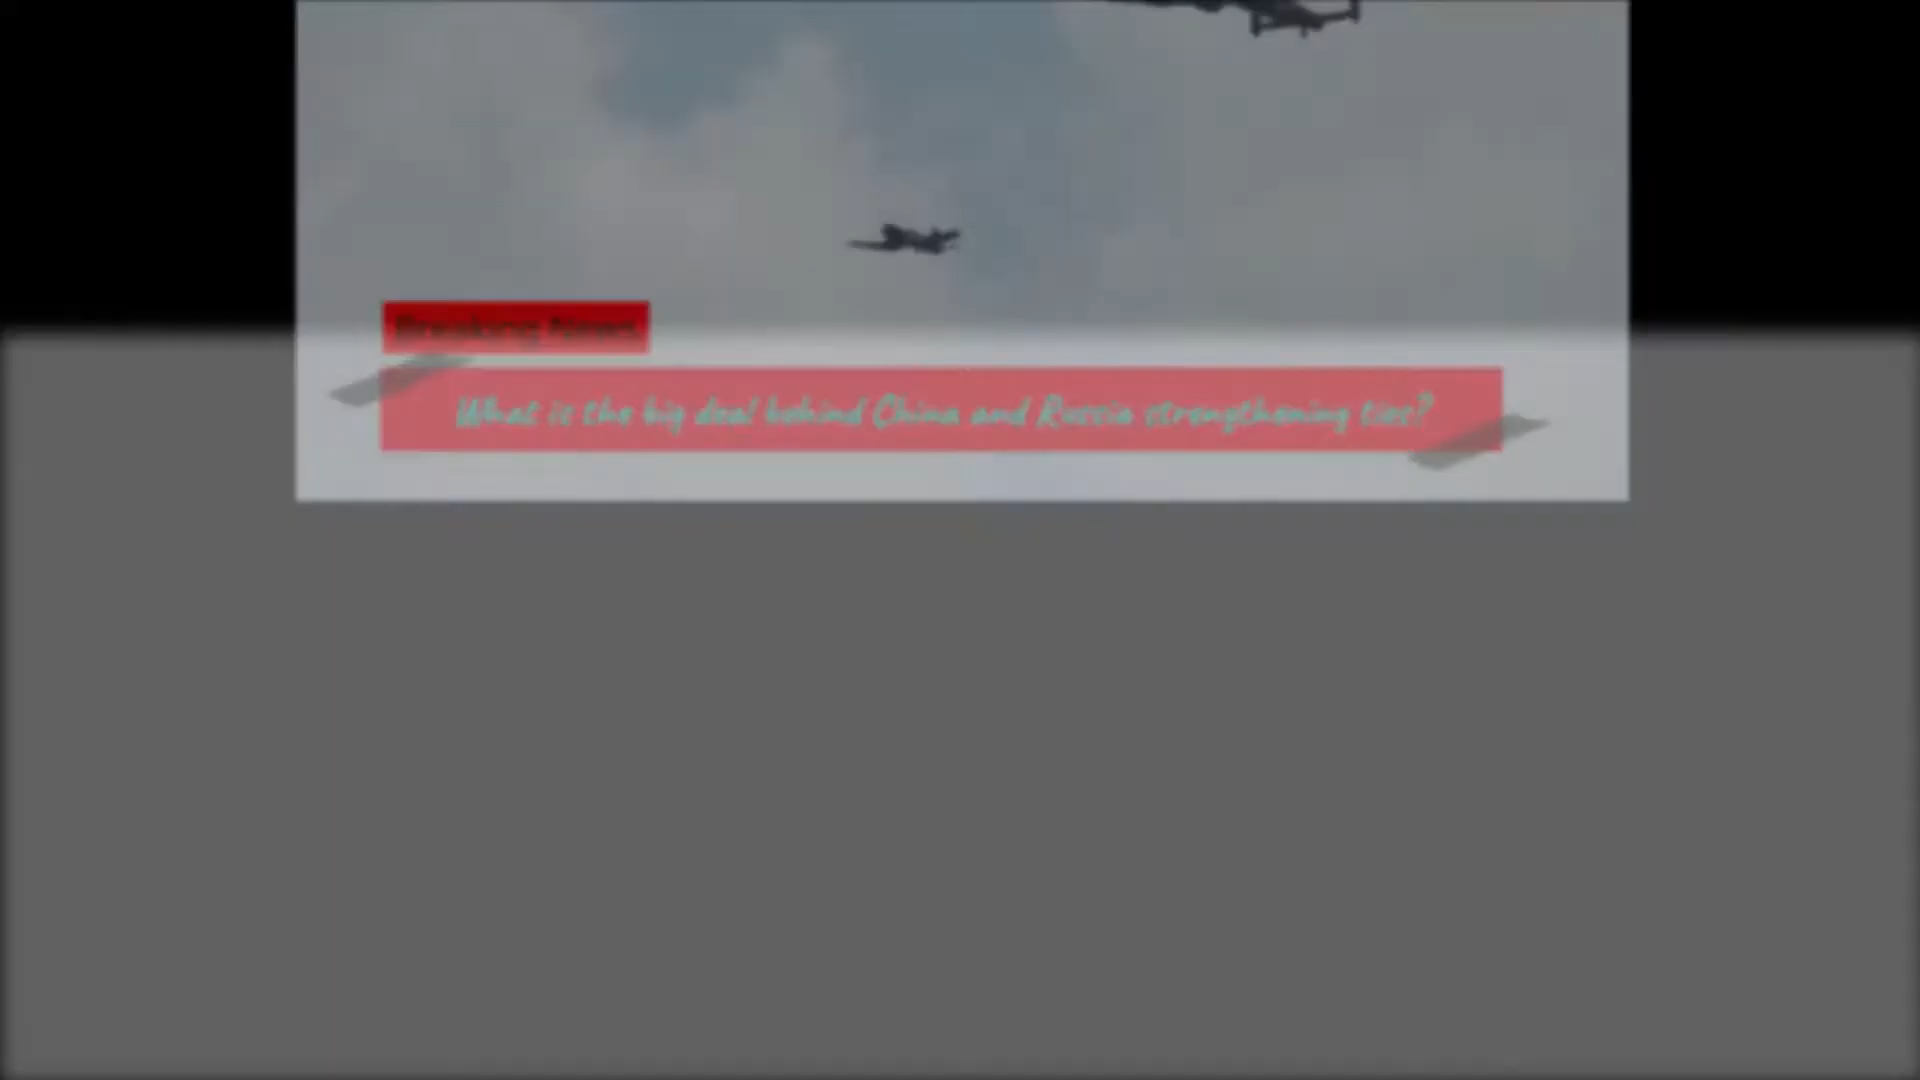 Breaking News
What is the big deal behind China and Russia strengthening ties?